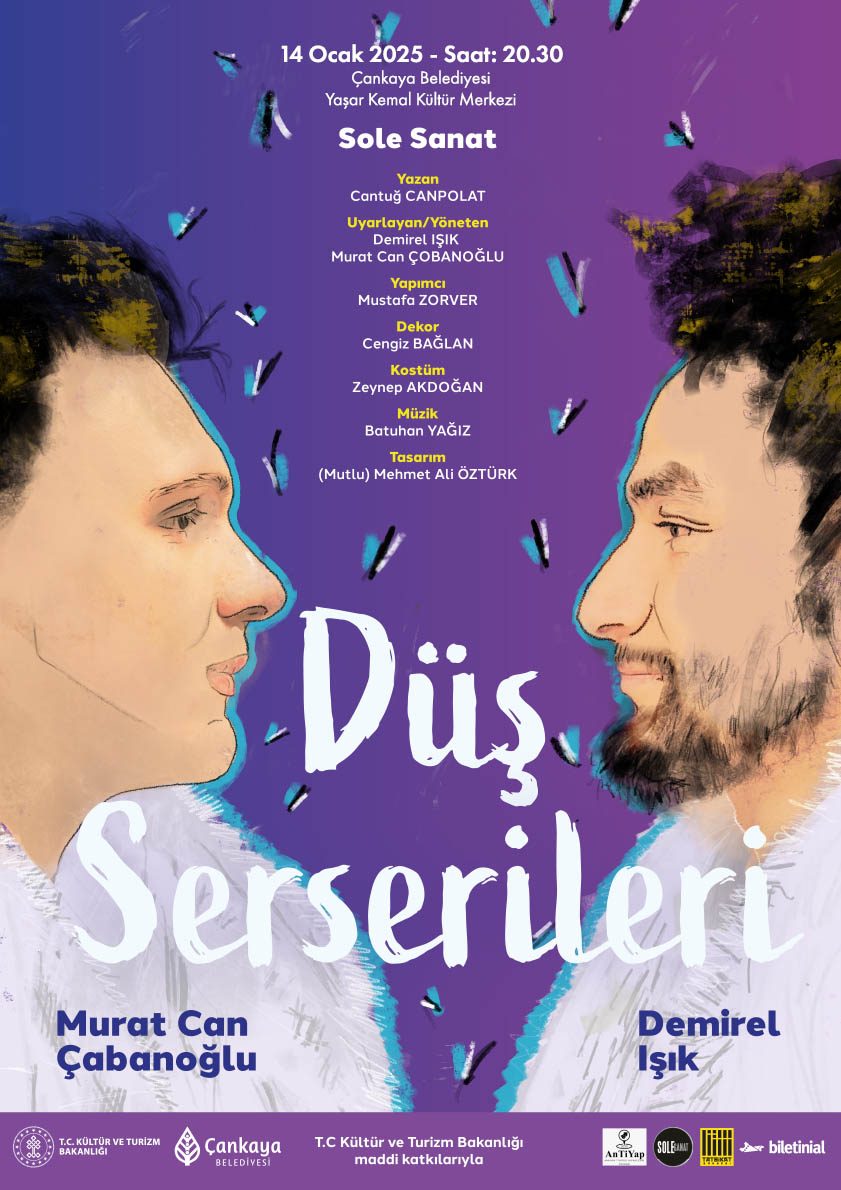 14 Ocak 2025 - Saat: 20.30
Çankaya Belediyesi
Yaşar Kemal Kültür Merkezi
Sole Sanat
Yazan
Cantuğ CANPOLAT
Uyarlayan/Yöneten
Demirel IŞIK
Murat Can ÇOBANOĞLU
Yapımcı
Mustafa ZORVER
Dekor
Cengiz BAĞLAN
Kostüm
Zeynep AKDOĞAN
Müzik
Batuhan YAĞIZ
Tasarım
(Mutlu) Mehmet Ali ÖZTÜRK
Düş
Serserileri
Murat Can
Çabanoğlu
Demirel
Işık
T.C. KÜLTÜR VE TURİZM
BAKANLIĞI
Çankaya
BELEDİYESİ
T.C Kültür ve Turizm Bakanlığı
maddi katkılarıyla
AnTiYap
SOLE SANAT
TATBİKAT
biletinial